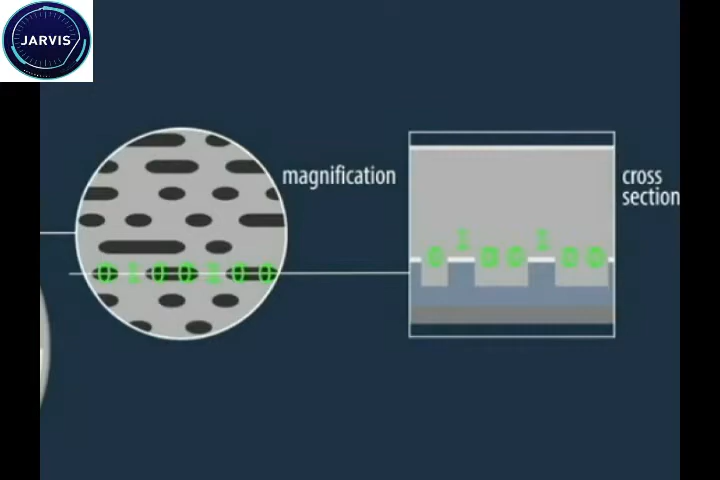 JARVIS
magnification
cross
section
0 1 0 0 1 0 0
0 1 0 0 1 0 0